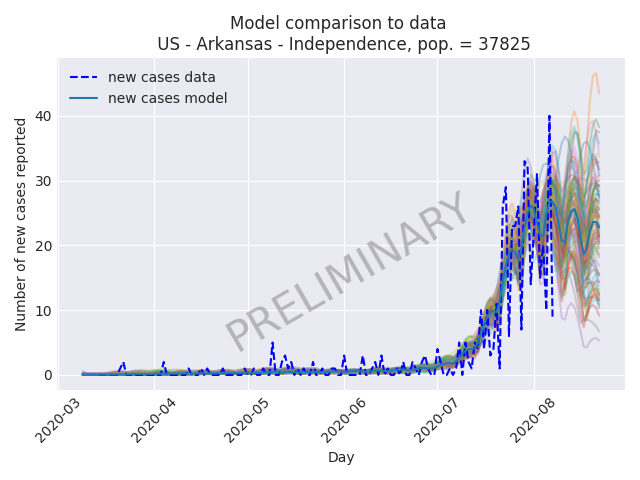 Model comparison to data
US - Arkansas - Independence, pop. = 37825
new cases data
new cases model
Number of new cases reported
40
30
20
10
0
PRELIMINARY
2020-03
2020-04
2020-05
2020-06
2020-07
2020-08
Day